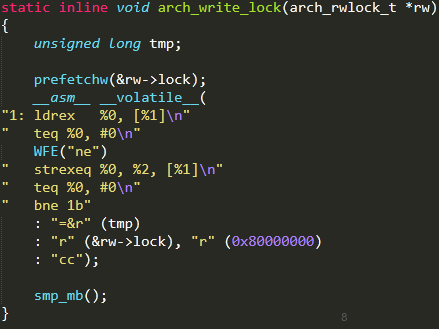 static inline void arch_write_lock(arch_rwlock_t *rw)
{
    unsigned long tmp;

    prefetchw(&rw->lock);
    __asm__ __volatile__(
"1: ldrex   %0, [%1]\n"
"   teq %0, #0\n"
    WFE("ne")
"   strexeq %0, %2, [%1]\n"
"   teq %0, #0\n"
"   bne 1b"
    : "=&r" (tmp)
    : "r" (&rw->lock), "r" (0x80000000)
    : "cc");

    smp_mb();
}
8